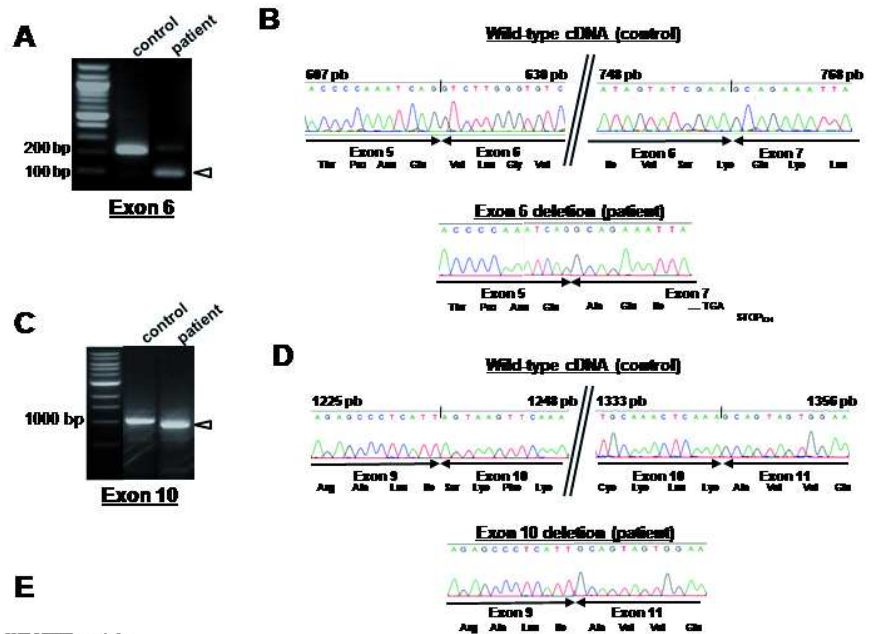 A
control
patient
200 bp
100 bp
Exon 6
B
Wild-type cDNA (control)
607 pb
630 pb
748 pb
768 pb
A C C C C A A A T C A G G T C T T G G G T G T C
A T A G T A T C G A A G C A G A A A T T A
Exon 5
Exon 6
Exon 6
Exon 7
Thr Pro Asn Gln
Val Leu Gly Val
Ile Val Ser Lys
Gln Lys Leu
Exon 6 deletion (patient)
A C C C C A A A T C A G G C A G A A A T T A
Exon 5
Exon 7
Thr Pro Asn Gln
Ala Glu Ile
TGA
C
control
patient
1000 bp
Exon 10
D
Wild-type cDNA (control)
1225 pb
1248 pb
1333 pb
1356 pb
A G A G C C C T C A T T A G T A A G T T C A A A
T G C A A A C T C A A A G C A G T A G T G G A A
Exon 9
Exon 10
Exon 10
Exon 11
Arg Ala Leu Ile
Ser Lys Phe Lys
Cys Lys Leu Lys
Ala Val Val Glu
Exon 10 deletion (patient)
A G A G C C C T C A T T G C A G T A G T G G A A
Exon 9
Exon 11
Arg Ala Leu Ile
Ala Val Val Glu
E